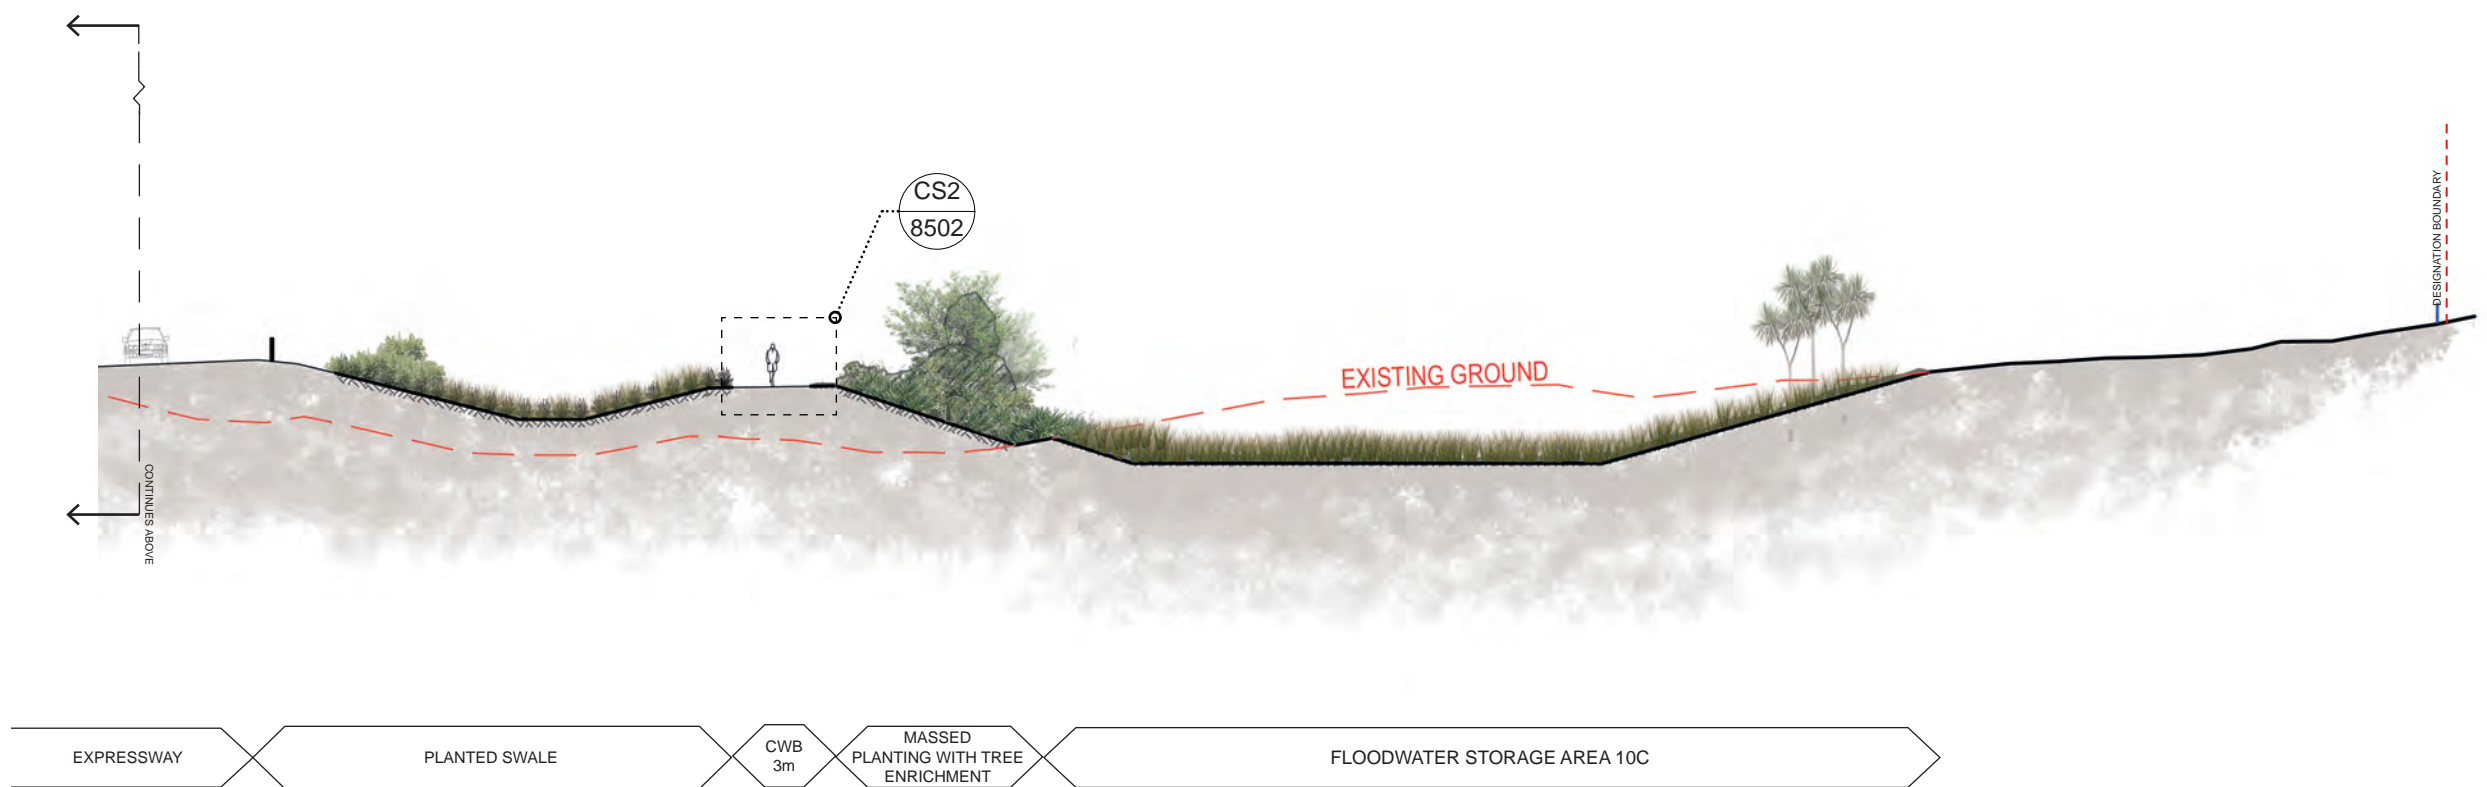 CS2
8502
DESIGNATION BOUNDARY
EXISTING GROUND
CONTINUES ABOVE
EXPRESSWAY
PLANTED SWALE
CWB
3m
MASSED
PLANTING WITH TREE
ENRICHMENT
FLOODWATER STORAGE AREA 10C